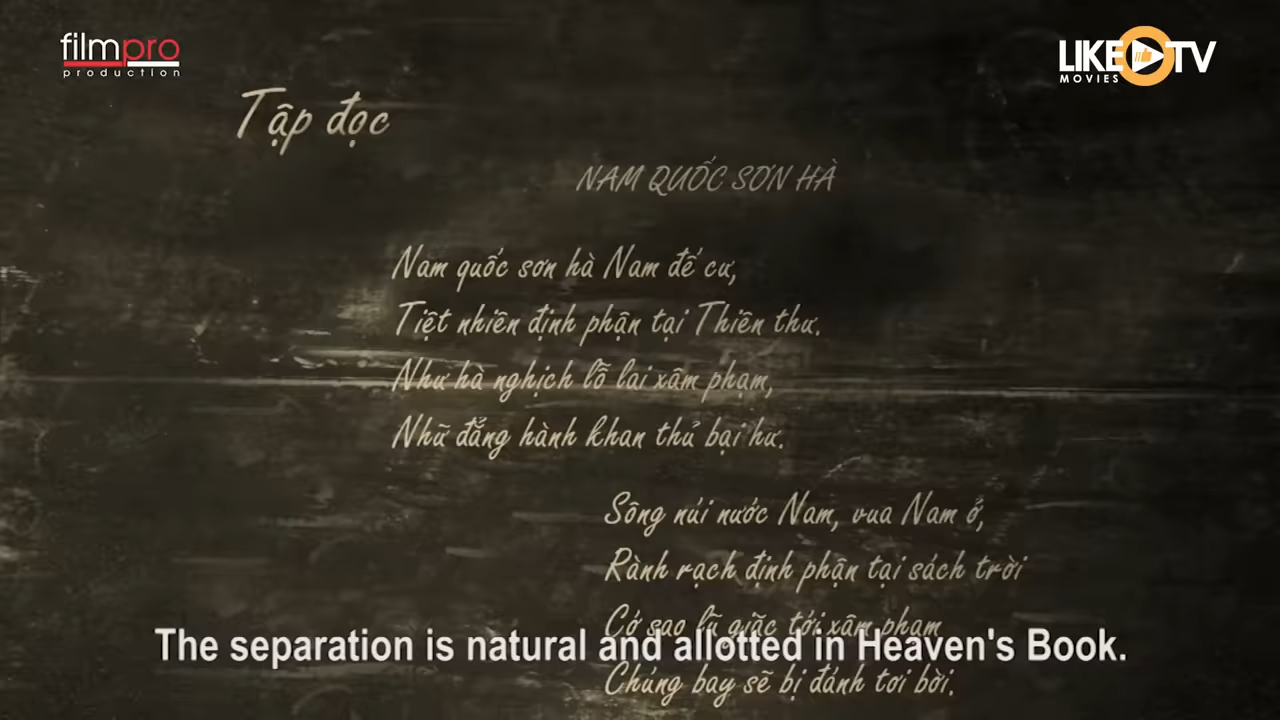 filmpro
production
LIKE TV
MOVIES
Tập đọc
NAM QUỐC SƠN HÀ
Nam quốc sơn hà Nam đế cư,
Tiệt nhiên định phận tại Thiên thư.
Như hà nghịch lỗ lai xâm phạm,
Nhữ đẳng hành khan thủ bại hư.
Sông núi nước Nam, vua Nam ở,
Rành rạch định phận tại sách trời
Cớ sao lũ giặc tới xâm phạm
The separation is natural and allotted in Heaven's Book.
Chúng bay sẽ bị đánh tơi bời.